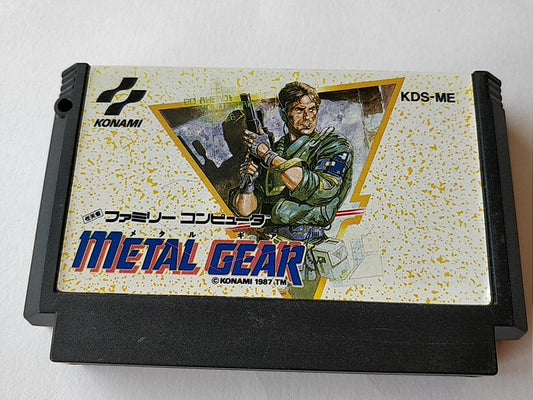 KONAMI
KDS-ME
ファミリー コンピューター
メタルギア
METAL GEAR
© KONAMI 1987 TM